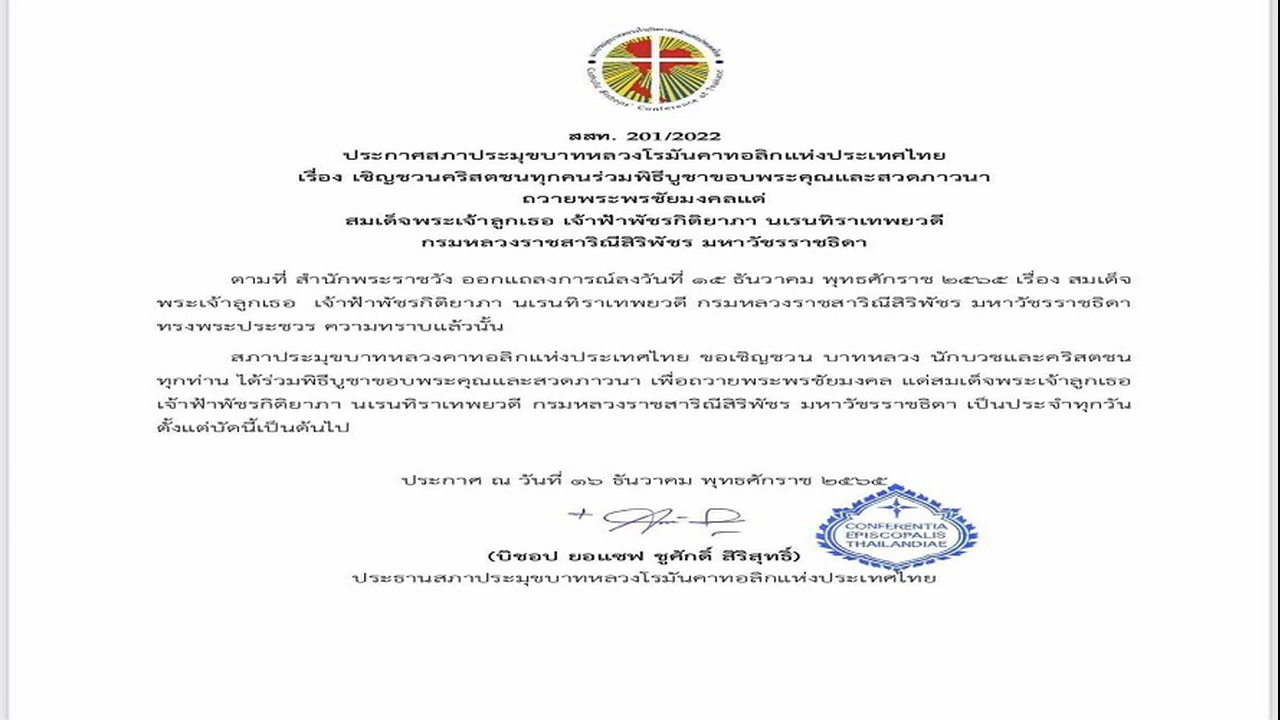 Catholic Bishops' Conference of Thailand
สสท. 201/2022
ประกาศสภาประมุขบาทหลวงโรมันคาทอลิกแห่งประเทศไทย
เรื่อง เชิญชวนคริสตชนทุกคนร่วมพิธีบูชาขอบพระคุณและสวดภาวนา
ถวายพระพรชัยมงคลแด่
สมเด็จพระเจ้าลูกเธอ เจ้าฟ้าพัชรกิติยาภา นเรนทิราเทพยวดี
กรมหลวงราชสาริณีสิริพัชร มหาวัชรราชธิดา
ตามที่ สำนักพระราชวัง ออกแถลงการณ์ลงวันที่ ๑๕ ธันวาคม พุทธศักราช ๒๕๖๕ เรื่อง สมเด็จ
พระเจ้าลูกเธอ เจ้าฟ้าพัชรกิติยาภา นเรนทิราเทพยวดี กรมหลวงราชสาริณีสิริพัชร มหาวัชรราชธิดา
ทรงพระประชวร ความทราบแล้วนั้น
สภาประมุขบาทหลวงคาทอลิกแห่งประเทศไทย ขอเชิญชวน บาทหลวง นักบวชและคริสตชน
ทุกท่าน ได้ร่วมพิธีบูชาขอบพระคุณและสวดภาวนา เพื่อถวายพระพรชัยมงคล แด่สมเด็จพระเจ้าลูกเธอ
เจ้าฟ้าพัชรกิติยาภา นเรนทิราเทพยวดี กรมหลวงราชสาริณีสิริพัชร มหาวัชรราชธิดา เป็นประจำทุกวัน
ตั้งแต่บัดนี้เป็นต้นไป
ประกาศ ณ วันที่ ๑๖ ธันวาคม พุทธศักราช ๒๕๖๕
CONFERENTIA
EPISCOPALIS
THAILANDIAE
(บิชอป ยอแซฟ ชูศักดิ์ สิริสุทธิ์)
ประธานสภาประมุขบาทหลวงโรมันคาทอลิกแห่งประเทศไทย